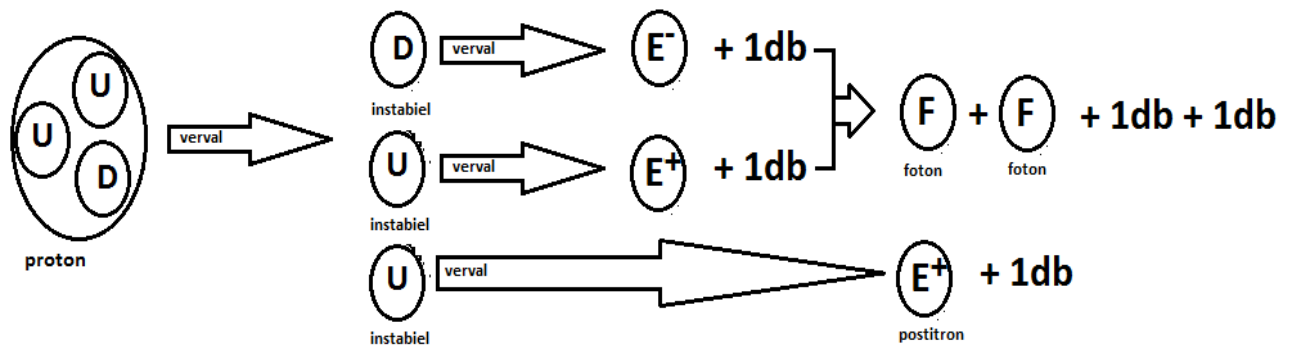 U
U
D
proton
verval
D
instabiel
verval
E⁻ + 1db
U
instabiel
verval
E⁺ + 1db
F + F + 1db + 1db
foton
foton
U
instabiel
verval
E⁺ + 1db
postitron